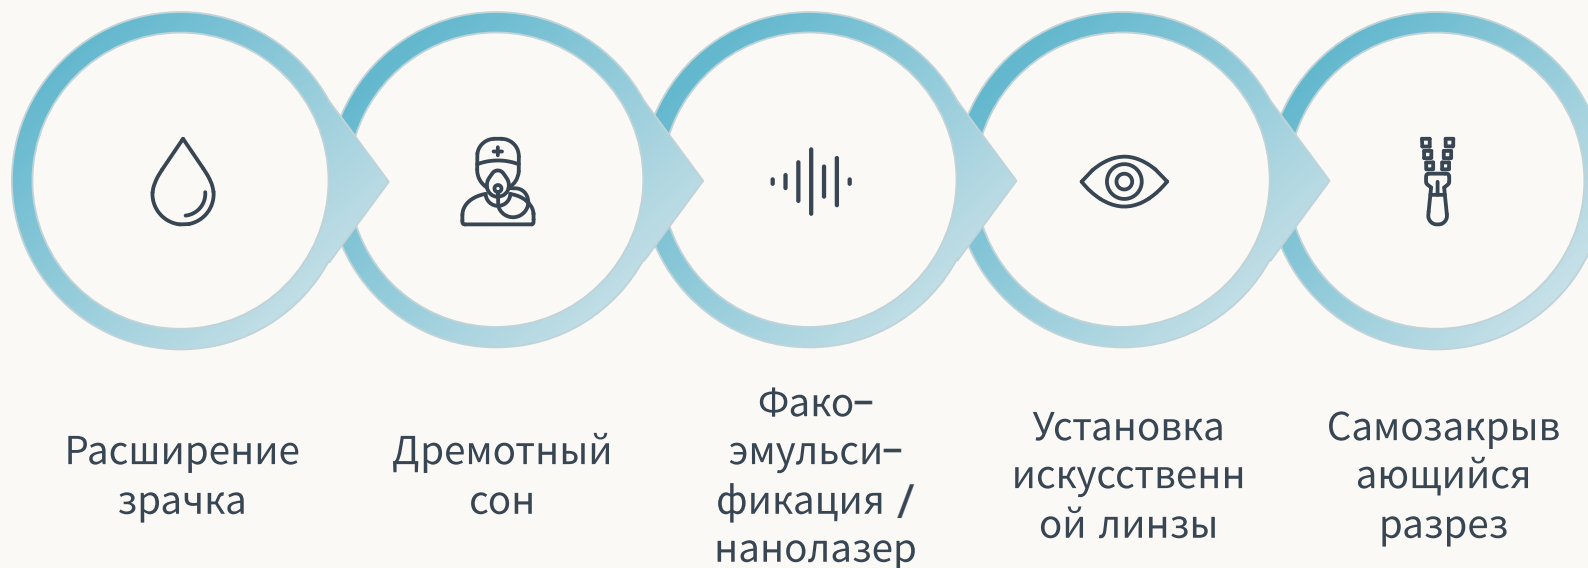 Расширение
зрачка
Дремотный
сон
Фако-
эмульси-
фикация /
нанолазер
Установка
искусственн
ой линзы
Самозакрыв
ающийся
разрез